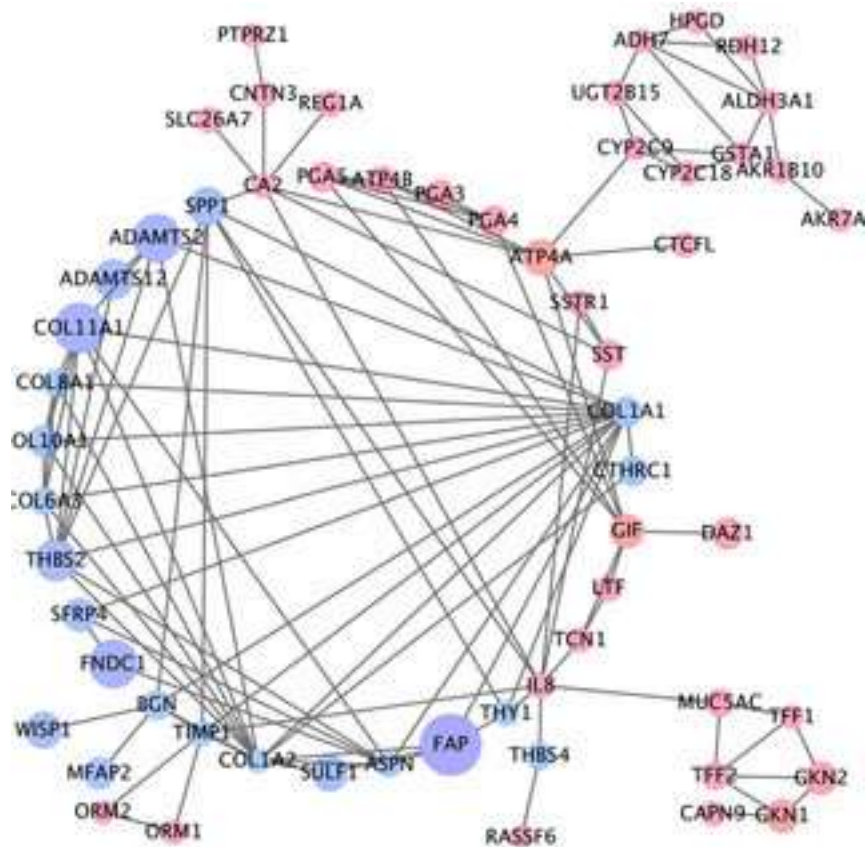 HPGD
PTPRZ1
ADH7
RDH12
CNTN3
REG1A
UGT2B15
ALDH3A1
SLC26A7
CYP2C9
GSTA1
CA2
PGA5
ATP4B
CYP2C18
AKR1B10
SPP1
PGA3
PGA4
AKR7A
ADAMTS2
CTCFL
ATP4A
ADAMTS12
SSTR1
COL11A1
SST
COL8A1
COL1A1
OL10A1
CTHRC1
COL6A3
GIF
DAZ1
THBS2
LTF
SFRP4
TCN1
FNDC1
IL8
BGN
MUC5AC
THY1
TFF1
WISP1
TIMP1
FAP
THBS4
COL1A2
ASPN
MFAP2
SULF1
TFF2
GKN2
ORM2
CAPN9
GKN1
ORM1
RASSF6